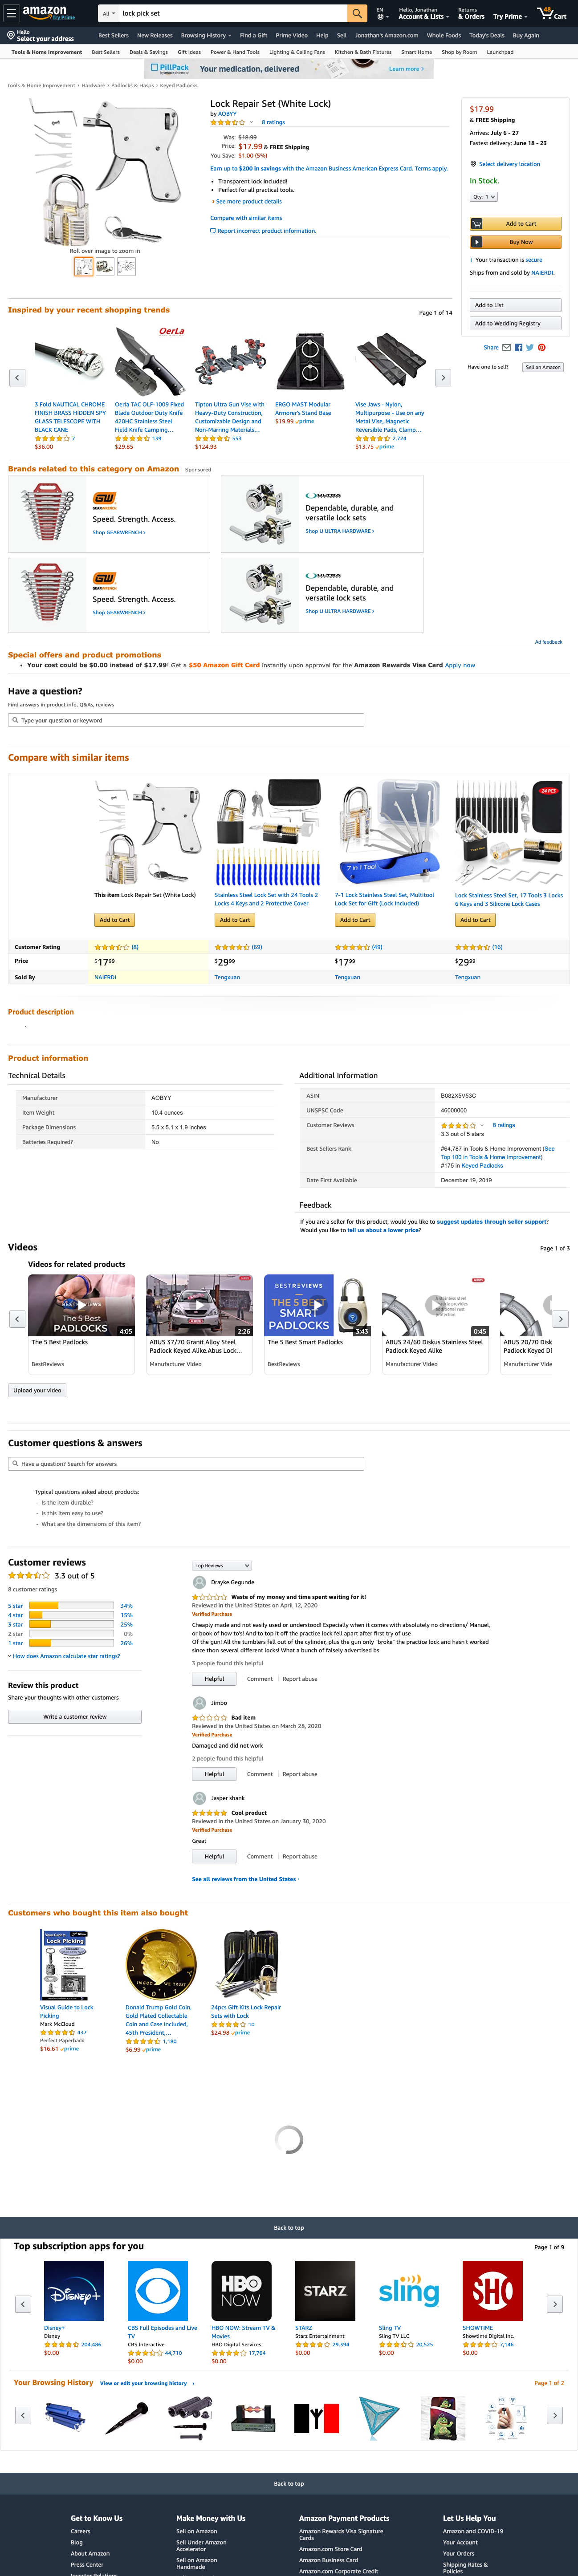 amazon
Try Prime
All
lock pick set
EN
Hello, Jonathan
Account & Lists
Returns
& Orders
Try Prime
Cart
Hello
Select your address
Best Sellers New Releases Browsing History Find a Gift Prime Video Help Sell Jonathan's Amazon.com Whole Foods Today's Deals Buy Again
Tools & Home Improvement Best Sellers Deals & Savings Gift Ideas Power & Hand Tools Lighting & Ceiling Fans Kitchen & Bath Fixtures Smart Home Shop by Room Launchpad
PillPack Your medication, delivered Learn more ›
Tools & Home Improvement › Hardware › Padlocks & Hasps › Keyed Padlocks
Lock Repair Set (White Lock)
by AOBYY
8 ratings
Was: $18.99
Price: $17.99 & FREE Shipping
You Save: $1.00 (5%)
Earn up to $200 in savings with the Amazon Business American Express Card. Terms apply.
• Transparent lock included!
• Perfect for all practical tools.
› See more product details
Compare with similar items
Report incorrect product information.
Roll over image to zoom in
$17.99
& FREE Shipping
Arrives: July 6 - 27
Fastest delivery: June 18 - 23
Select delivery location
In Stock.
Qty: 1
Add to Cart
Buy Now
Your transaction is secure
Ships from and sold by NAIERDI.
Add to List
Add to Wedding Registry
Share
Have one to sell? Sell on Amazon
Inspired by your recent shopping trends
Page 1 of 14
OerLa
3 Fold NAUTICAL CHROME FINISH BRASS HIDDEN SPY GLASS TELESCOPE WITH BLACK CANE
7
$36.00
Oerla TAC OLF-1009 Fixed Blade Outdoor Duty Knife 420HC Stainless Steel Field Knife Camping...
139
$29.85
Tipton Ultra Gun Vise with Heavy-Duty Construction, Customizable Design and Non-Marring Materials...
553
$124.93
ERGO MAST Modular Armorer's Stand Base
$19.99 prime
Vise Jaws - Nylon, Multipurpose - Use on any Metal Vise, Magnetic Reversible Pads, Clamp...
2,724
$13.75 prime
Brands related to this category on Amazon Sponsored
GW
GEARWRENCH
Speed. Strength. Access.
Shop GEARWRENCH ›
Dependable, durable, and versatile lock sets
Shop U ULTRA HARDWARE ›
GW
GEARWRENCH
Speed. Strength. Access.
Shop GEARWRENCH ›
Dependable, durable, and versatile lock sets
Shop U ULTRA HARDWARE ›
Ad feedback
Special offers and product promotions
• Your cost could be $0.00 instead of $17.99! Get a $50 Amazon Gift Card instantly upon approval for the Amazon Rewards Visa Card Apply now
Have a question?
Find answers in product info, Q&As, reviews
Type your question or keyword
Compare with similar items
7 in 1 Tool
24 PCS
This item Lock Repair Set (White Lock)
Stainless Steel Lock Set with 24 Tools 2 Locks 4 Keys and 2 Protective Cover
7-1 Lock Stainless Steel Set, Multitool Lock Set for Gift (Lock Included)
Lock Stainless Steel Set, 17 Tools 3 Locks 6 Keys and 3 Silicone Lock Cases
Add to Cart Add to Cart Add to Cart Add to Cart
Customer Rating (8) (69) (49) (16)
Price $17.99 $29.99 $17.99 $29.99
Sold By NAIERDI Tengxuan Tengxuan Tengxuan
Product description
.
Product information
Technical Details
Manufacturer AOBYY
Item Weight 10.4 ounces
Package Dimensions 5.5 x 5.1 x 1.9 inches
Batteries Required? No
Additional Information
ASIN B082X5V53C
UNSPSC Code 46000000
Customer Reviews 8 ratings
3.3 out of 5 stars
Best Sellers Rank #64,787 in Tools & Home Improvement (See Top 100 in Tools & Home Improvement)
#175 in Keyed Padlocks
Date First Available December 19, 2019
Feedback
If you are a seller for this product, would you like to suggest updates through seller support?
Would you like to tell us about a lower price?
Videos
Page 1 of 3
Videos for related products
The 5 Best PADLOCKS
4:05
The 5 Best Padlocks
BestReviews
2:26
ABUS 37/70 Granit Alloy Steel Padlock Keyed Alike.Abus Lock...
Manufacturer Video
BESTREVIEWS
THE 5 BEST SMART PADLOCKS
3:43
The 5 Best Smart Padlocks
BestReviews
0:45
ABUS 24/60 Diskus Stainless Steel Padlock Keyed Alike
Manufacturer Video
ABUS 20/70 Disk
Padlock Keyed Di
Manufacturer Vide
Upload your video
Customer questions & answers
Have a question? Search for answers
Typical questions asked about products:
- Is the item durable?
- Is this item easy to use?
- What are the dimensions of this item?
Customer reviews
3.3 out of 5
8 customer ratings
5 star 34%
4 star 15%
3 star 25%
2 star 0%
1 star 26%
How does Amazon calculate star ratings?
Review this product
Share your thoughts with other customers
Write a customer review
Top Reviews
Drayke Gegunde
Waste of my money and time spent waiting for it!
Reviewed in the United States on April 12, 2020
Verified Purchase
Cheaply made and not easily used or understood! Especially when it comes with absolutely no directions/ Manuel, or book of how to's! And to top it off the practice lock fell apart after first try of use
Of the gun! All the tumblers fell out of the cylinder, plus the gun only "broke" the practice lock and hasn't worked since then several different locks! What a bunch of falsely advertised bs
3 people found this helpful
Helpful Comment Report abuse
Jimbo
Bad item
Reviewed in the United States on March 28, 2020
Verified Purchase
Damaged and did not work
2 people found this helpful
Helpful Comment Report abuse
Jasper shank
Cool product
Reviewed in the United States on January 30, 2020
Verified Purchase
Great
Helpful Comment Report abuse
See all reviews from the United States ›
Customers who bought this item also bought
Lock Picking
LIBERTY
IN GOD WE TRUST
2017
Visual Guide to Lock Picking
Mark McCloud
437
Perfect Paperback
$16.61 prime
Donald Trump Gold Coin, Gold Plated Collectable Coin and Case Included, 45th President,...
1,180
$6.99 prime
24pcs Gift Kits Lock Repair Sets with Lock
10
$24.98 prime
Back to top
Top subscription apps for you
Page 1 of 9
Disney+
HBO NOW
STARZ
sling
SHO
Disney+
Disney
204,486
$0.00
CBS Full Episodes and Live TV
CBS Interactive
44,710
$0.00
HBO NOW: Stream TV & Movies
HBO Digital Services
17,764
$0.00
STARZ
Starz Entertainment
29,394
$0.00
Sling TV
Sling TV LLC
20,525
$0.00
SHOWTIME
Showtime Digital Inc.
7,146
$0.00
Your Browsing History View or edit your browsing history ›
Page 1 of 2
Back to top
Get to Know Us
Careers
Blog
About Amazon
Press Center
Investor Relations
Make Money with Us
Sell on Amazon
Sell Under Amazon Accelerator
Sell on Amazon Handmade
Amazon Payment Products
Amazon Rewards Visa Signature Cards
Amazon.com Store Card
Amazon Business Card
Amazon.com Corporate Credit
Let Us Help You
Amazon and COVID-19
Your Account
Your Orders
Shipping Rates & Policies